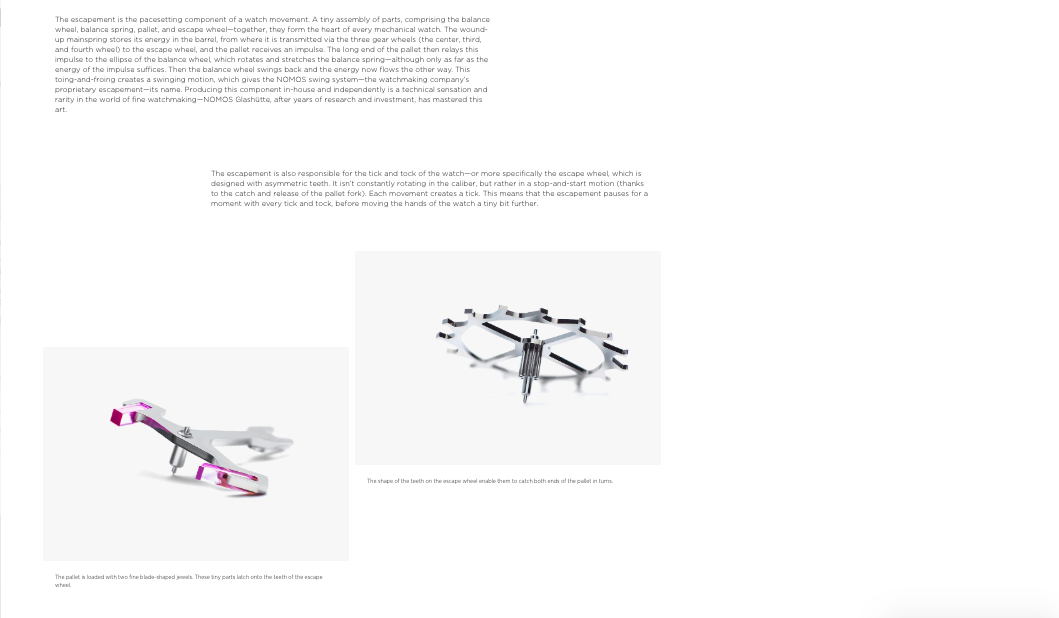 The escapement is the pacesetting component of a watch movement. A tiny assembly of parts, comprising the balance
wheel, balance spring, pallet, and escape wheel—together, they form the heart of every mechanical watch. The wound-
up mainspring stores its energy in the barrel, from where it is transmitted via the three gear wheels (the center, third,
and fourth wheel) to the escape wheel, and the pallet receives an impulse. The long end of the pallet then relays this
impulse to the ellipse of the balance wheel, which rotates and stretches the balance spring—although only as far as the
energy of the impulse suffices. Then the balance wheel swings back and the energy now flows the other way. This
toing-and-froing creates a swinging motion, which gives the NOMOS swing system—the watchmaking company's
proprietary escapement—its name. Producing this component in-house and independently is a technical sensation and
rarity in the world of fine watchmaking—NOMOS Glashütte, after years of research and investment, has mastered this
art.
The escapement is also responsible for the tick and tock of the watch—or more specifically the escape wheel, which is
designed with asymmetric teeth. It isn't constantly rotating in the caliber, but rather in a stop-and-start motion (thanks
to the catch and release of the pallet fork). Each movement creates a tick. This means that the escapement pauses for a
moment with every tick and tock, before moving the hands of the watch a tiny bit further.
The shape of the teeth on the escape wheel enable them to catch both ends of the pallet in turns.
The pallet is loaded with two fine blade-shaped jewels. These tiny parts latch onto the teeth of the escape
wheel.